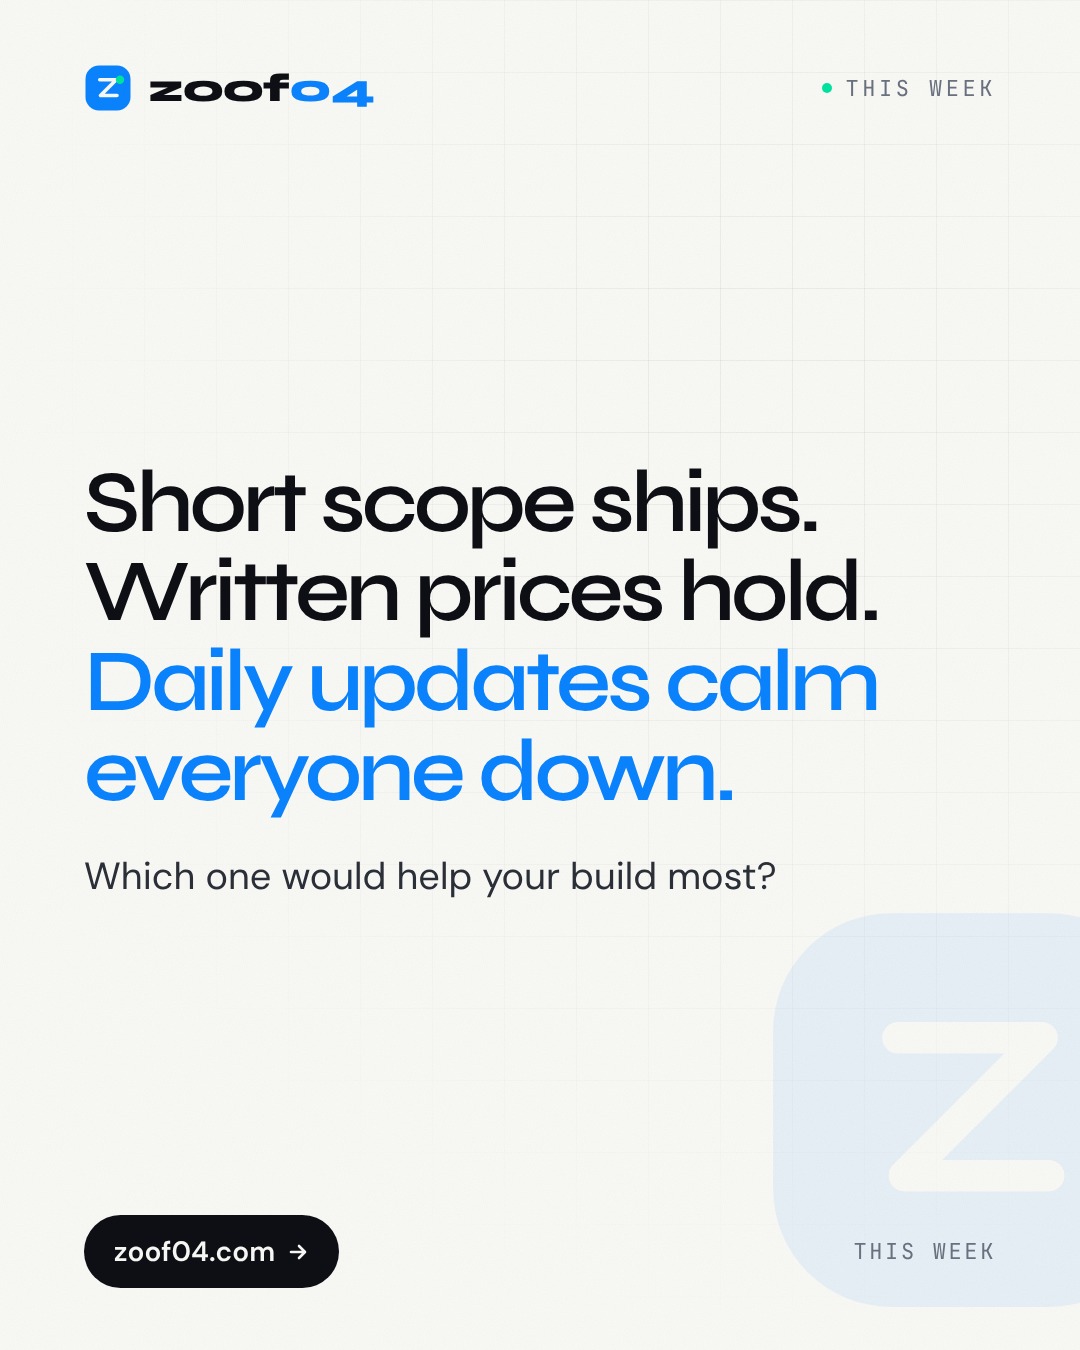 zoof04
THIS WEEK
Short scope ships.
Written prices hold.
Daily updates calm
everyone down.
Which one would help your build most?
Z
zoof04.com →
THIS WEEK